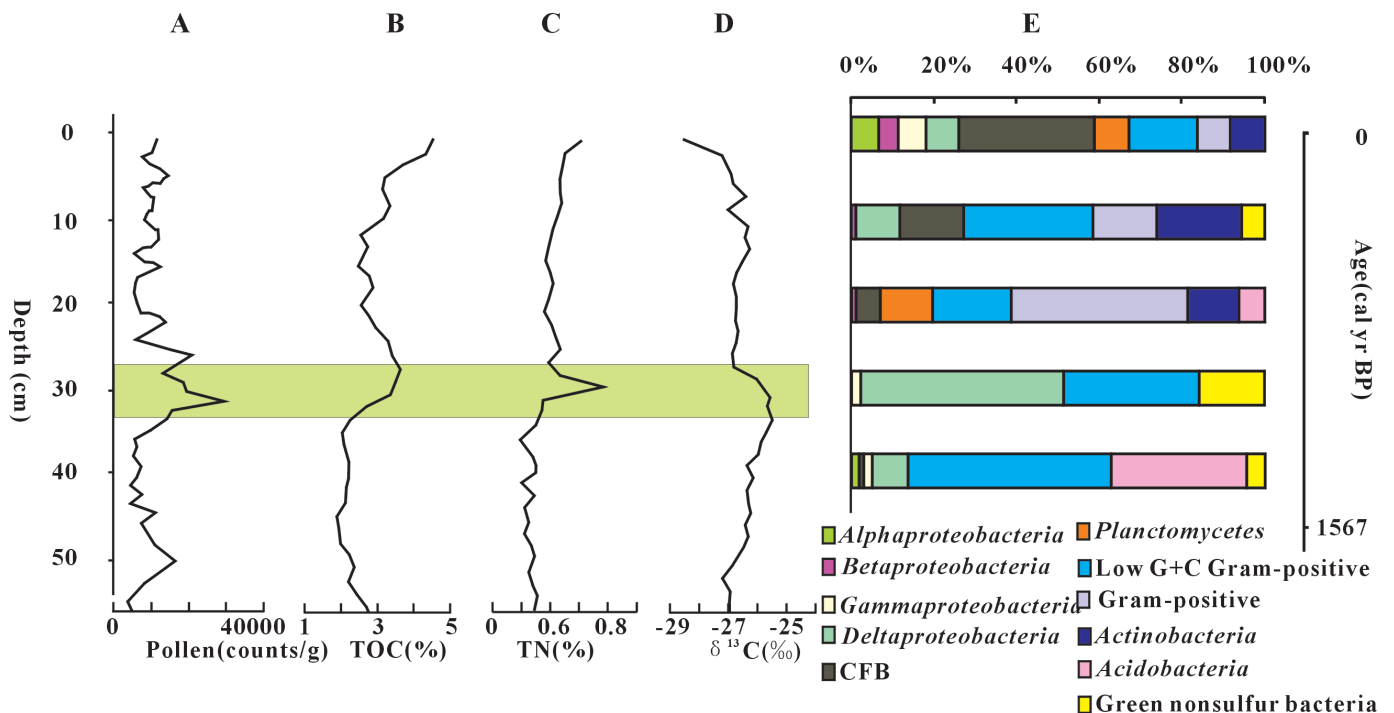 A B C D E
0% 20% 40% 60% 80% 100%
0
10
20
30
40
50
Depth(cm)
0
1567
Age(cal yr BP)
0 40000
1 3 5
0 0.6 0.8
-29 -27 -25
Pollen(counts/g)
TOC(%)
TN(%)
δ ¹³C(‰)
Alphaproteobacteria
Betaproteobacteria
Gammaproteobacteria
Deltaproteobacteria
CFB
Planctomycetes
Low G+C Gram-positive
Gram-positive
Actinobacteria
Acidobacteria
Green nonsulfur bacteria